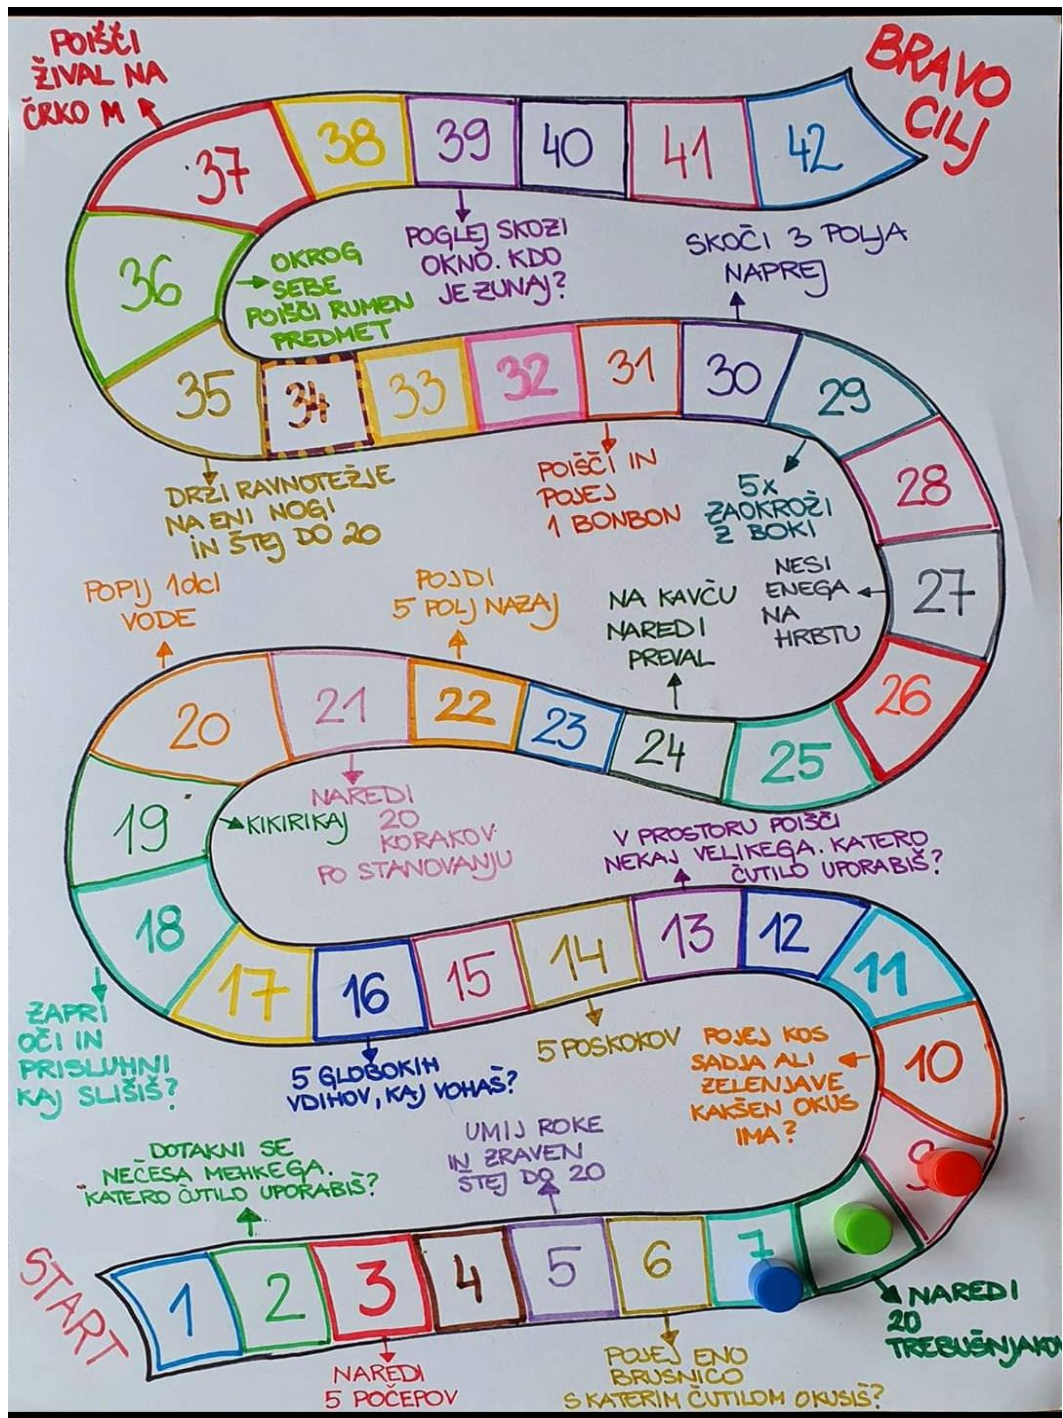 POIŠČI
ŽIVAL NA
ČRKO M
BRAVO
CILJ
37
38
39
40
41
42
36
OKROG
SEBE
POIŠČI RUMEN
PREDMET
POGLEJ SKOZI
OKNO. KDO
JE ZUNAJ?
SKOČI 3 POLJA
NAPREJ
35
34
33
32
31
30
29
28
27
26
DRŽI RAVNOTEŽJE
NA ENI NOGI
IN ŠTEJ DO 20
POIŠČI IN
POJEJ
1 BONBON
5x
ZAOKROŽI
Z BOKI
NESI
ENEGA
NA
HRBTU
POPIJ 1dcl
VODE
POJDI
5 POLJ NAZAJ
NA KAVČU
NAREDI
PREVAL
20
21
22
23
24
25
19
KIKIRIKAJ
NAREDI
20
KORAKOV
PO STANOVANJU
V PROSTORU POIŠČI
NEKAJ VELIKEGA. KATERO
ČUTILO UPORABIŠ?
18
17
16
15
14
13
12
11
10
9
ZAPRI
OČI IN
PRISLUHNI
KAJ SLIŠIŠ?
5 GLOBOKIH
VDIHOV, KAJ VOHAŠ?
5 POSKOKOV
POJEJ KOS
SADJA ALI
ZELENJAVE
KAKŠEN OKUS
IMA?
DOTAKNI SE
NEČESA MEHKEGA.
KATERO ČUTILO UPORABIŠ?
UMIJ ROKE
IN ZRAVEN
ŠTEJ DO 20
START
1
2
3
4
5
6
7
NAREDI
20
TREBUŠNJAKOV
NAREDI
5 POČEPOV
POJEJ ENO
BRUSNICO
S KATERIM ČUTILOM OKUSIŠ?